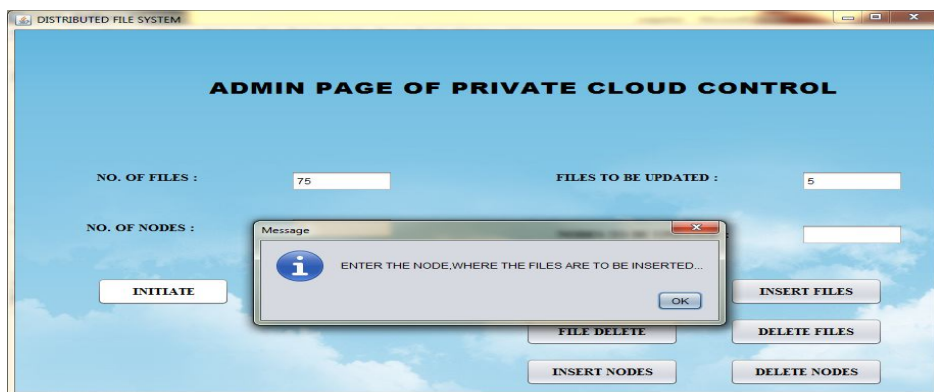 DISTRIBUTED FILE SYSTEM
ADMIN PAGE OF PRIVATE CLOUD CONTROL
NO. OF FILES : 75 FILES TO BE UPDATED : 5
NO. OF NODES :
Message
ENTER THE NODE,WHERE THE FILES ARE TO BE INSERTED...
OK
INITIATE INSERT FILES
FILE DELETE DELETE FILES
INSERT NODES DELETE NODES